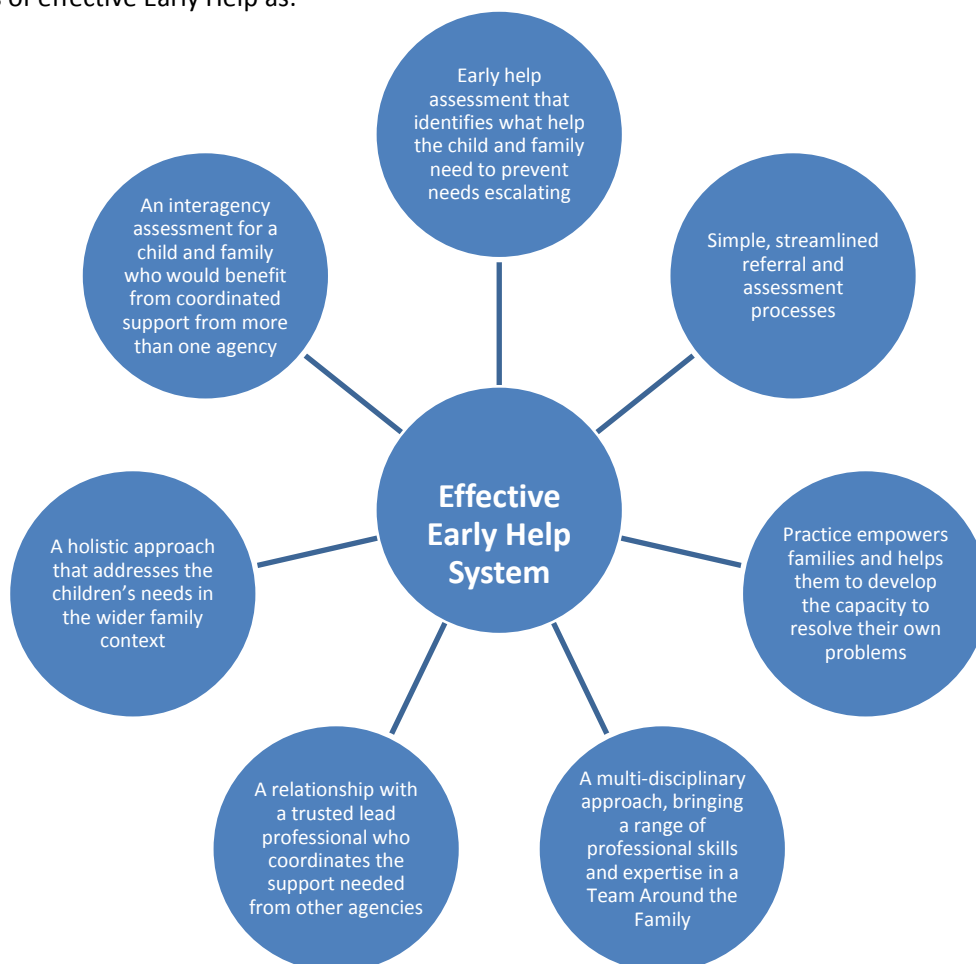 of effective Early Help as:
Early help
assessment that
identifies what help
the child and family
need to prevent
needs escalating
Simple, streamlined
referral and
assessment
processes
Practice empowers
families and helps
them to develop
the capacity to
resolve their own
problems
A multi-disciplinary
approach, bringing
a range of
professional skills
and expertise in a
Team Around the
Family
A relationship with
a trusted lead
professional who
coordinates the
support needed
from other agencies
A holistic approach
that addresses the
children's needs in
the wider family
context
An interagency
assessment for a
child and family
who would benefit
from coordinated
support from more
than one agency
Effective
Early Help
System